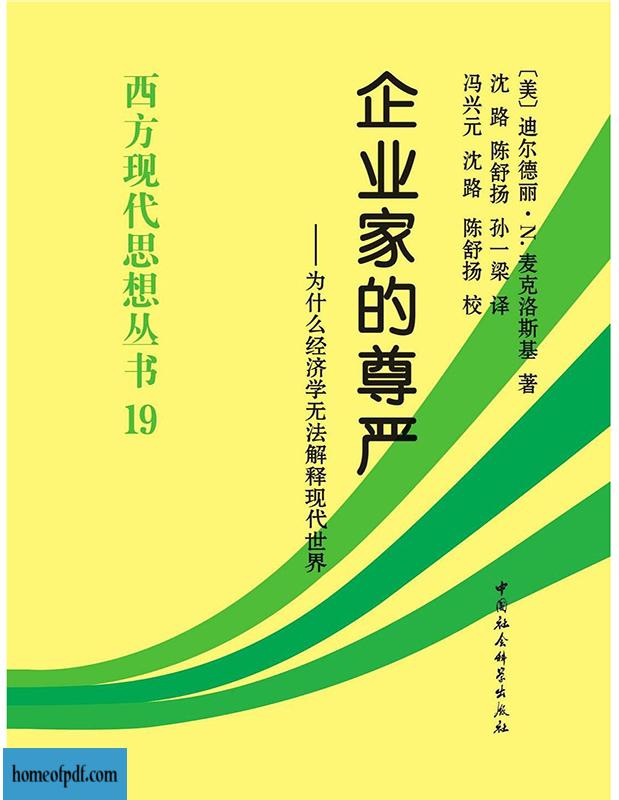 [美]迪尔德丽·N.麦克洛斯基 著
沈 路 陈舒扬 孙一梁 译
冯兴元 沈 路 陈舒扬 校
企业家的尊严
——为什么经济学无法解释现代世界
西方现代思想丛书 19
中国社会科学出版社
homeofpdf.com